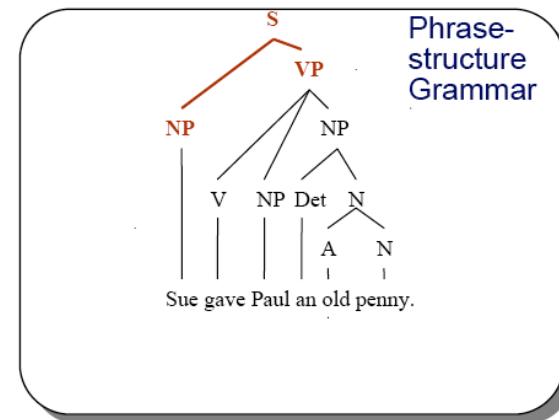 S
Phrase-
structure
Grammar
VP
NP
NP
V NP Det N
A N
Sue gave Paul an old penny.